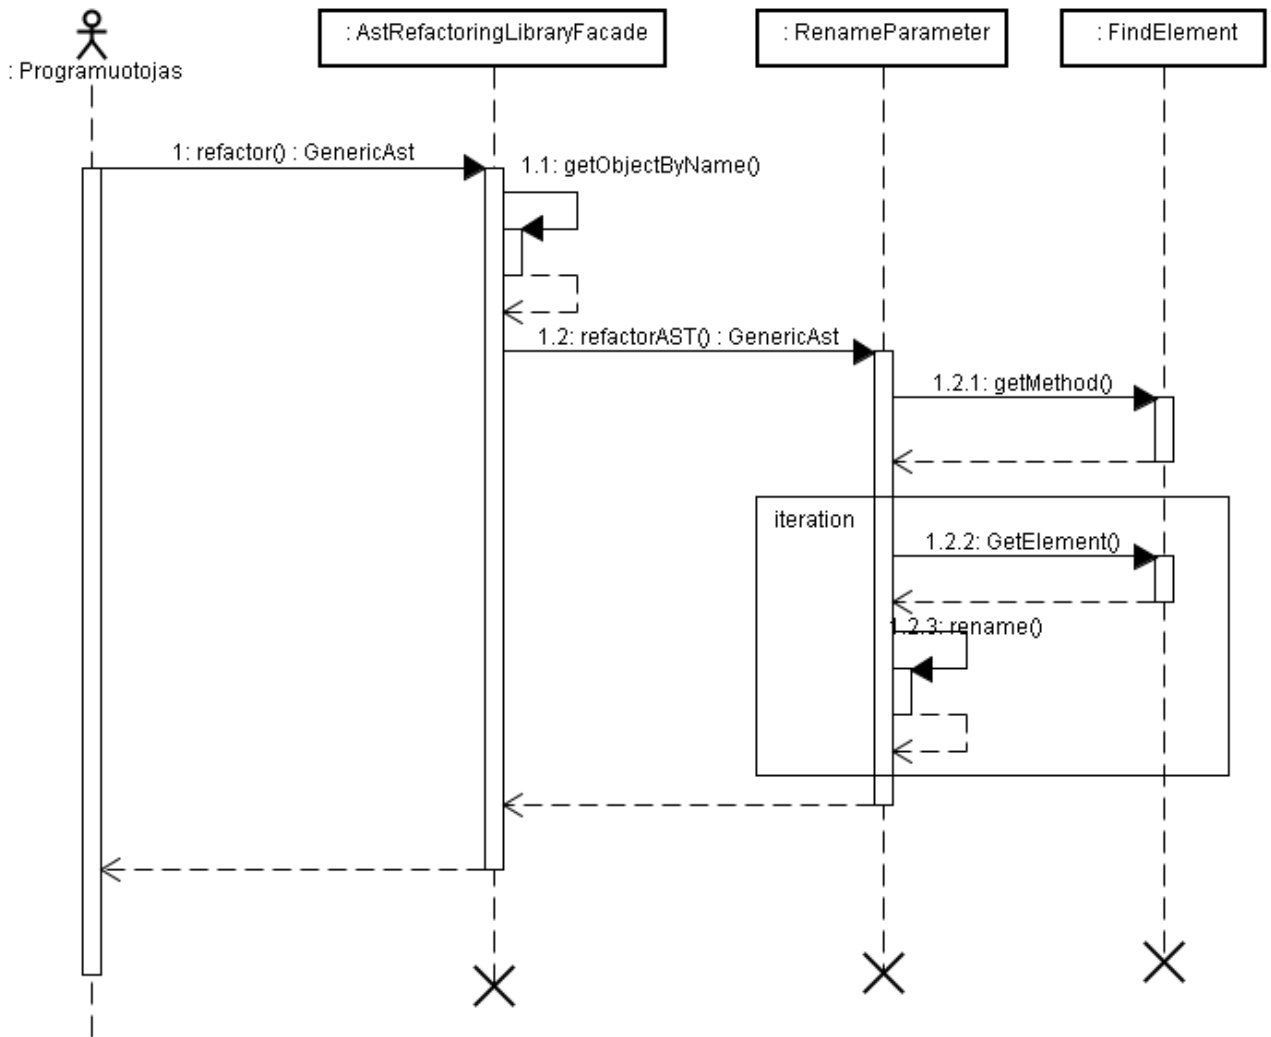 : AstRefactoringLibraryFacade
: RenameParameter
: FindElement
: Programuotojas
1: refactor() : GenericAst
1.1: getObjectByName()
1.2: refactorAST() : GenericAst
1.2.1: getMethod()
iteration
1.2.2: GetElement()
1.2.3: rename()